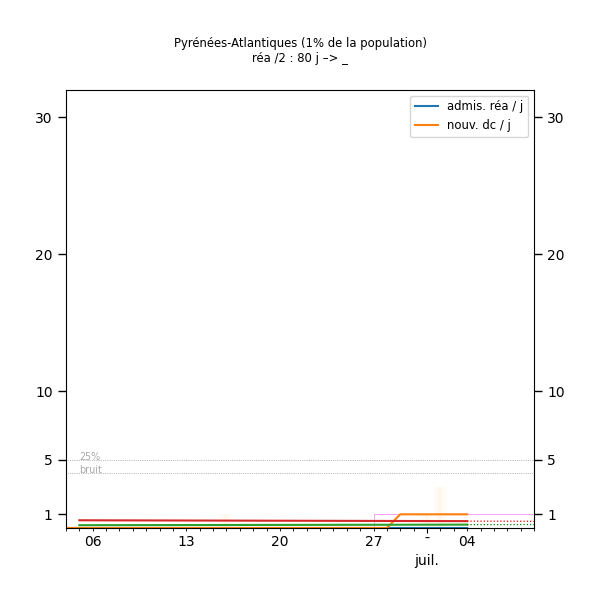 Pyrénées-Atlantiques (1% de la population)
réa /2 : 80 j –> _
admis. réa / j
nouv. dc / j
30 30
20 20
10 10
5 5
25%
bruit
1 1
06 13 20 27 - 04
juil.